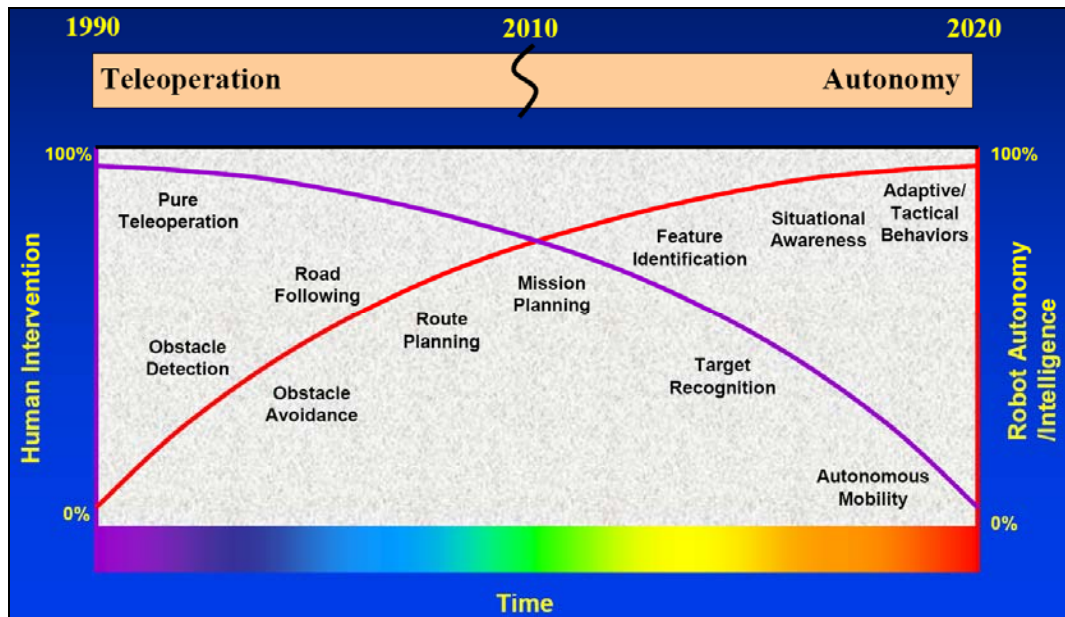 1990
2010
2020
Teleoperation
Autonomy
100%
100%
Pure
Teleoperation
Adaptive/
Tactical
Behaviors
Situational
Awareness
Feature
Identification
Road
Following
Mission
Planning
Route
Planning
Obstacle
Detection
Obstacle
Avoidance
Target
Recognition
Autonomous
Mobility
Human Intervention
Robot Autonomy
/Intelligence
0%
0%
Time